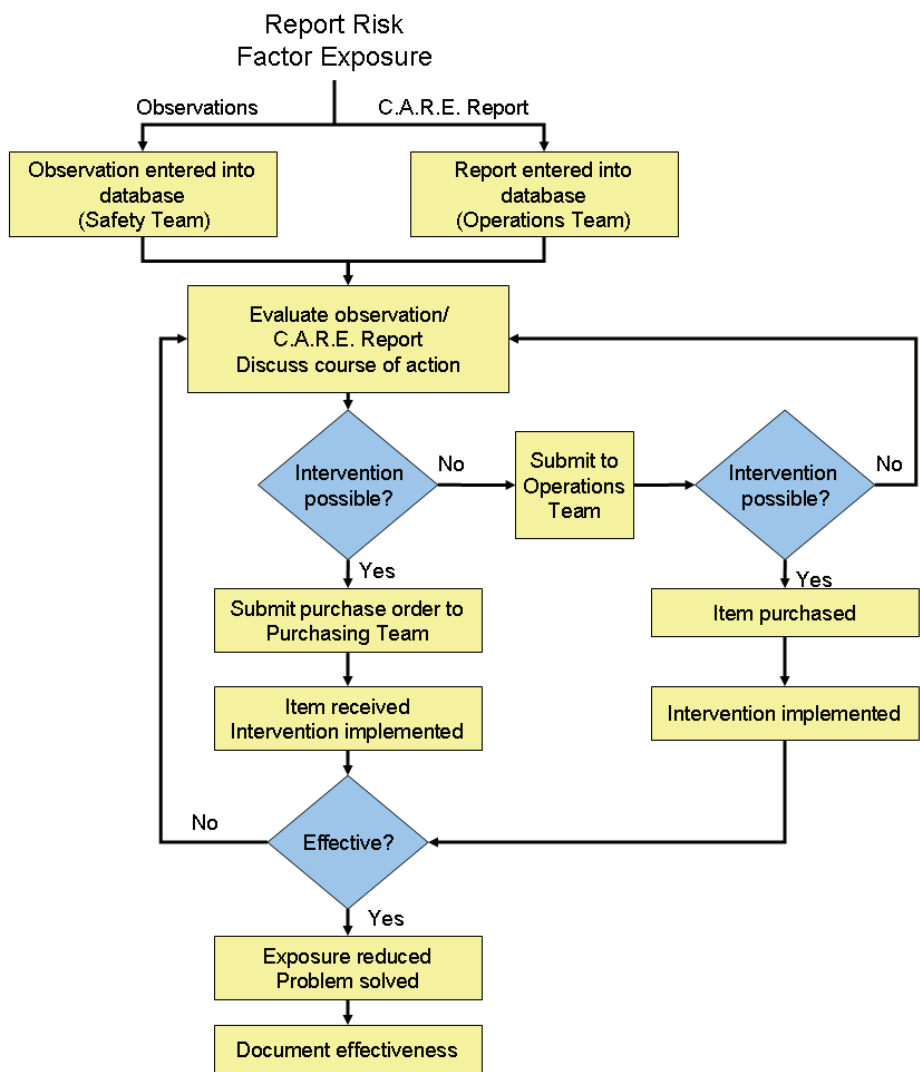 Report Risk
Factor Exposure
Observations
C.A.R.E. Report
Observation entered into
database
(Safety Team)
Report entered into
database
(Operations Team)
Evaluate observation/
C.A.R.E. Report
Discuss course of action
Intervention
possible?
No
Submit to
Operations
Team
Intervention
possible?
No
Yes
Submit purchase order to
Purchasing Team
Yes
Item purchased
Item received
Intervention implemented
Intervention implemented
No
Effective?
Yes
Exposure reduced
Problem solved
Document effectiveness